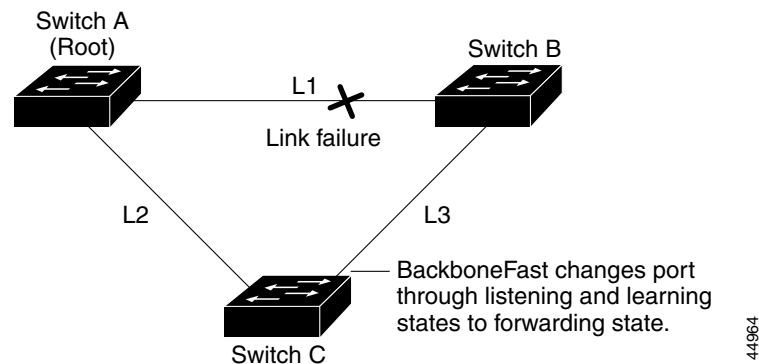 Switch A
(Root)
Switch B
L1
Link failure
L2
L3
BackboneFast changes port
through listening and learning
states to forwarding state.
Switch C
44964